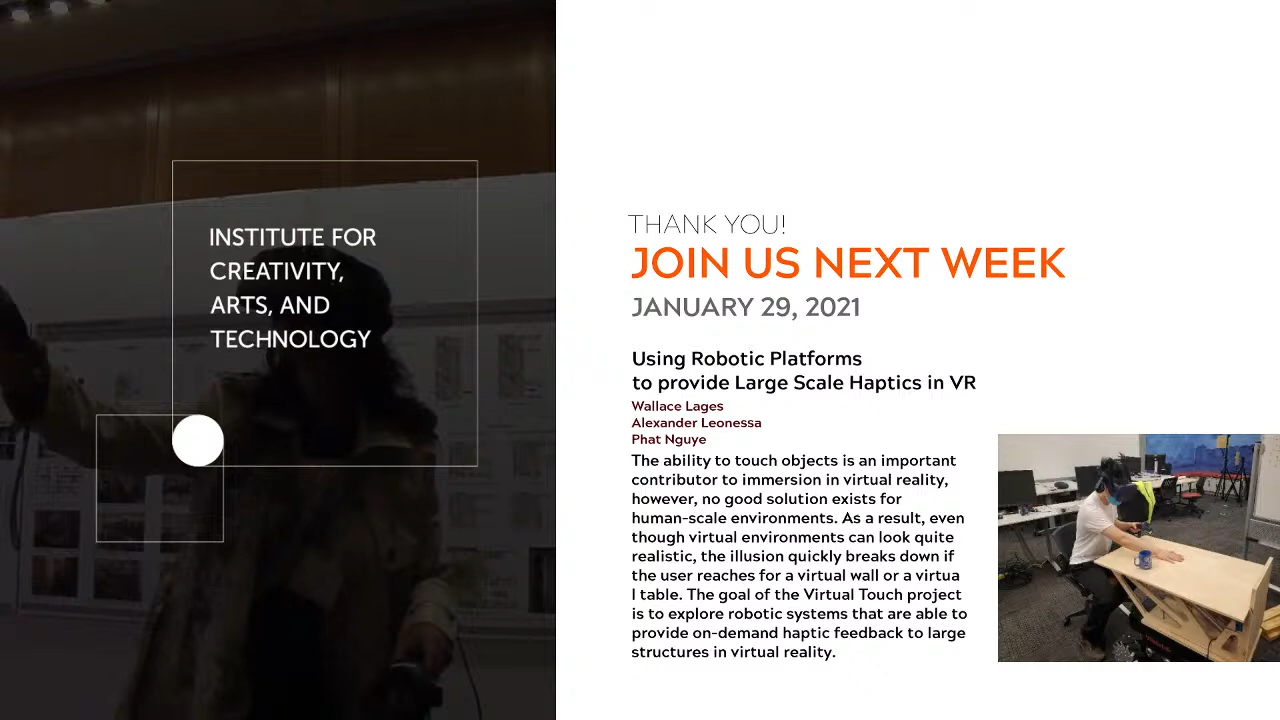 INSTITUTE FOR
CREATIVITY,
ARTS, AND
TECHNOLOGY
THANK YOU!
JOIN US NEXT WEEK
JANUARY 29, 2021
Using Robotic Platforms
to provide Large Scale Haptics in VR
Wallace Lages
Alexander Leonessa
Phat Nguye
The ability to touch objects is an important
contributor to immersion in virtual reality,
however, no good solution exists for
human-scale environments. As a result, even
though virtual environments can look quite
realistic, the illusion quickly breaks down if
the user reaches for a virtual wall or a virtua
l table. The goal of the Virtual Touch project
is to explore robotic systems that are able to
provide on-demand haptic feedback to large
structures in virtual reality.